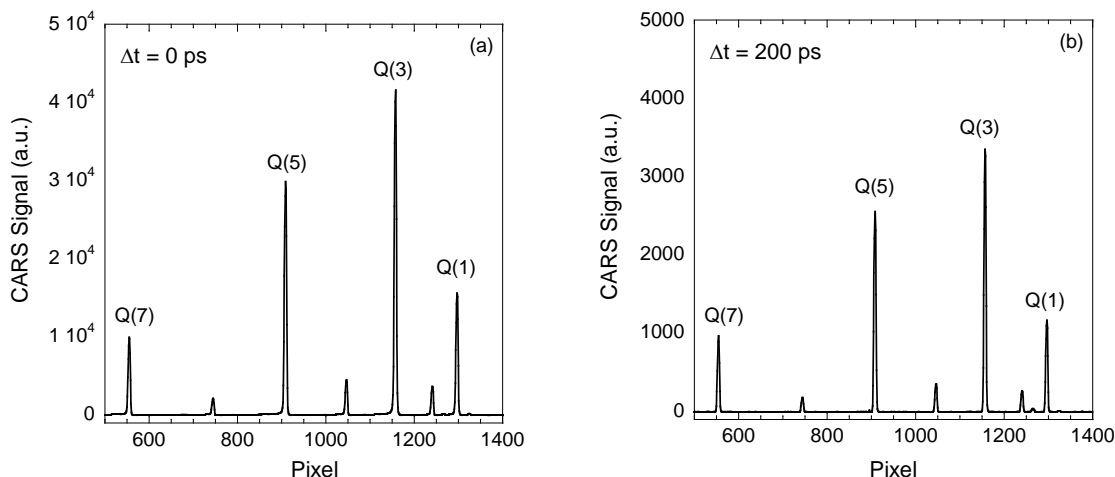 5 10⁴
(a)
Δt = 0 ps
Q(3)
4 10⁴
Q(5)
3 10⁴
CARS Signal (a.u.)
2 10⁴
Q(1)
Q(7)
1 10⁴
0
600 800 1000 1200 1400
Pixel
5000
(b)
Δt = 200 ps
4000
Q(3)
3000
Q(5)
CARS Signal (a.u.)
2000
Q(1)
Q(7)
1000
0
600 800 1000 1200 1400
Pixel